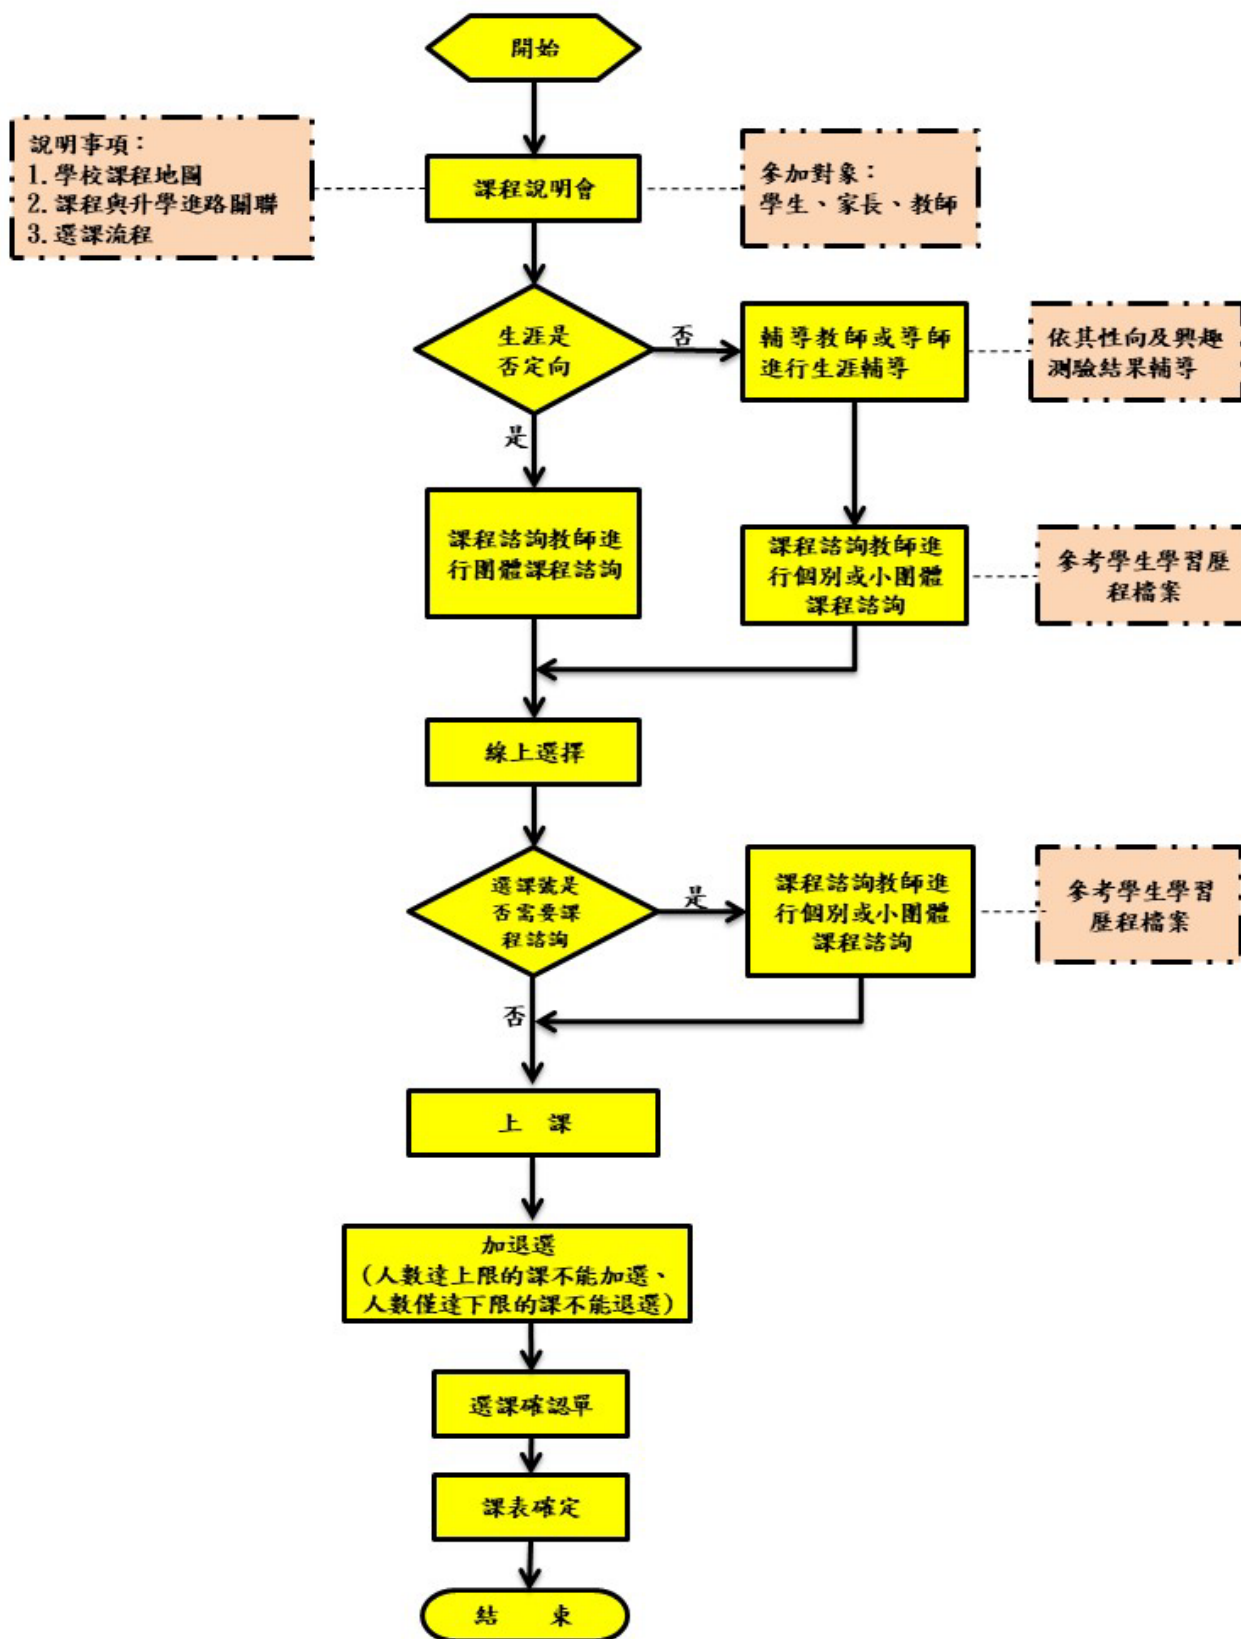 開始
說明事項：
1.學校課程地圖
2.課程與升學進路關聯
3.選課流程
課程說明會
參加對象：
學生、家長、教師
生涯是
否定向
否
輔導教師或導師
進行生涯輔導
依其性向及興趣
測驗結果輔導
是
課程諮詢教師進
行團體課程諮詢
課程諮詢教師進
行個別或小團體
課程諮詢
參考學生學習歷
程檔案
線上選擇
選課號是
否需要課
程諮詢
是
課程諮詢教師進
行個別或小團體
課程諮詢
參考學生學習
歷程檔案
否
上 課
加退選
(人數達上限的課不能加選、
人數僅達下限的課不能退選)
選課確認單
課表確定
結 束